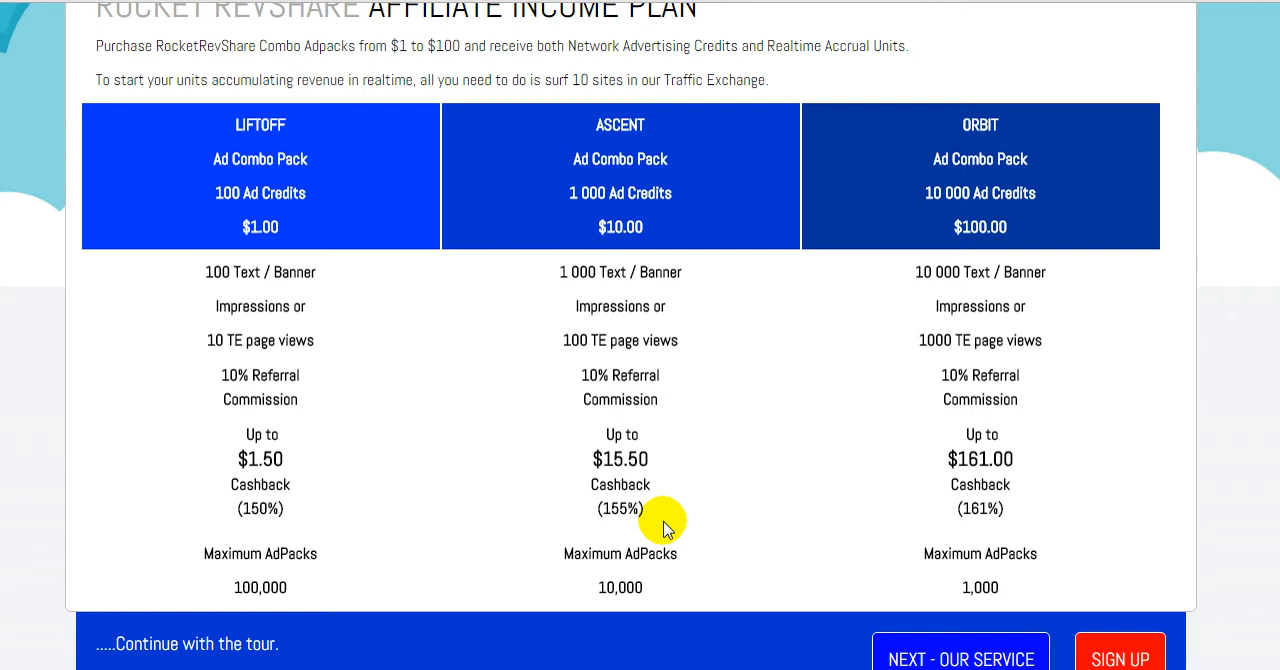 ROCKET REVSHARE AFFILIATE INCOME PLAN
Purchase RocketRevShare Combo Adpacks from $1 to $100 and receive both Network Advertising Credits and Realtime Accrual Units.
To start your units accumulating revenue in realtime, all you need to do is surf 10 sites in our Traffic Exchange.
LIFTOFF
Ad Combo Pack
100 Ad Credits
$1.00
100 Text / Banner
Impressions or
10 TE page views
10% Referral
Commission
Up to
$1.50
Cashback
(150%)
Maximum AdPacks
100,000
ASCENT
Ad Combo Pack
1 000 Ad Credits
$10.00
1 000 Text / Banner
Impressions or
100 TE page views
10% Referral
Commission
Up to
$15.50
Cashback
(155%)
Maximum AdPacks
10,000
ORBIT
Ad Combo Pack
10 000 Ad Credits
$100.00
10 000 Text / Banner
Impressions or
1000 TE page views
10% Referral
Commission
Up to
$161.00
Cashback
(161%)
Maximum AdPacks
1,000
.....Continue with the tour.
NEXT - OUR SERVICE
SIGN UP